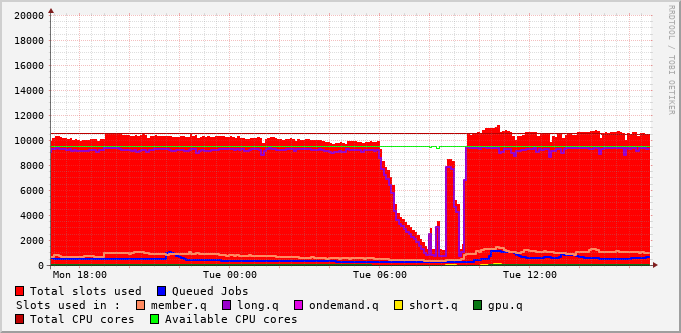 20000
18000
16000
14000
12000
10000
8000
6000
4000
2000
0
Mon 18:00 Tue 00:00 Tue 06:00 Tue 12:00
Total slots used Queued Jobs
Slots used in : member.q long.q ondemand.q short.q gpu.q
Total CPU cores Available CPU cores
RRDTOOL / TOBI OETIKER